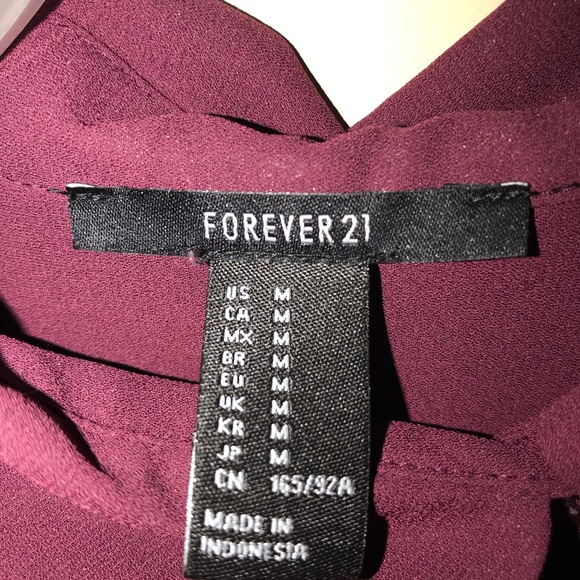 FOREVER 21
US M
CA M
MX M
BR M
EU M
UK M
KR M
JP M
CN 165/92A
MADE IN
INDONESIA